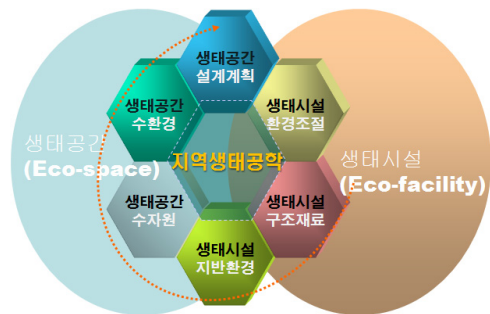 생태공간
설계계획
생태공간
수환경
생태시설
환경조절
생태공간
(Eco-space)
지역생태공학
생태시설
(Eco-facility)
생태공간
수자원
생태시설
구조재료
생태시설
지반환경